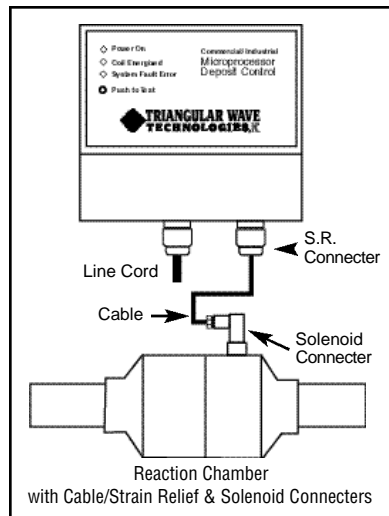 Power On
Coil Energized
System Fault Error
Push to Test
Commercial/Industrial
Microprocessor
Deposit Control
TRIANGULAR WAVE
TECHNOLOGIES,
S.R.
Connecter
Line Cord
Cable
Solenoid
Connecter
Reaction Chamber
with Cable/Strain Relief & Solenoid Connecters